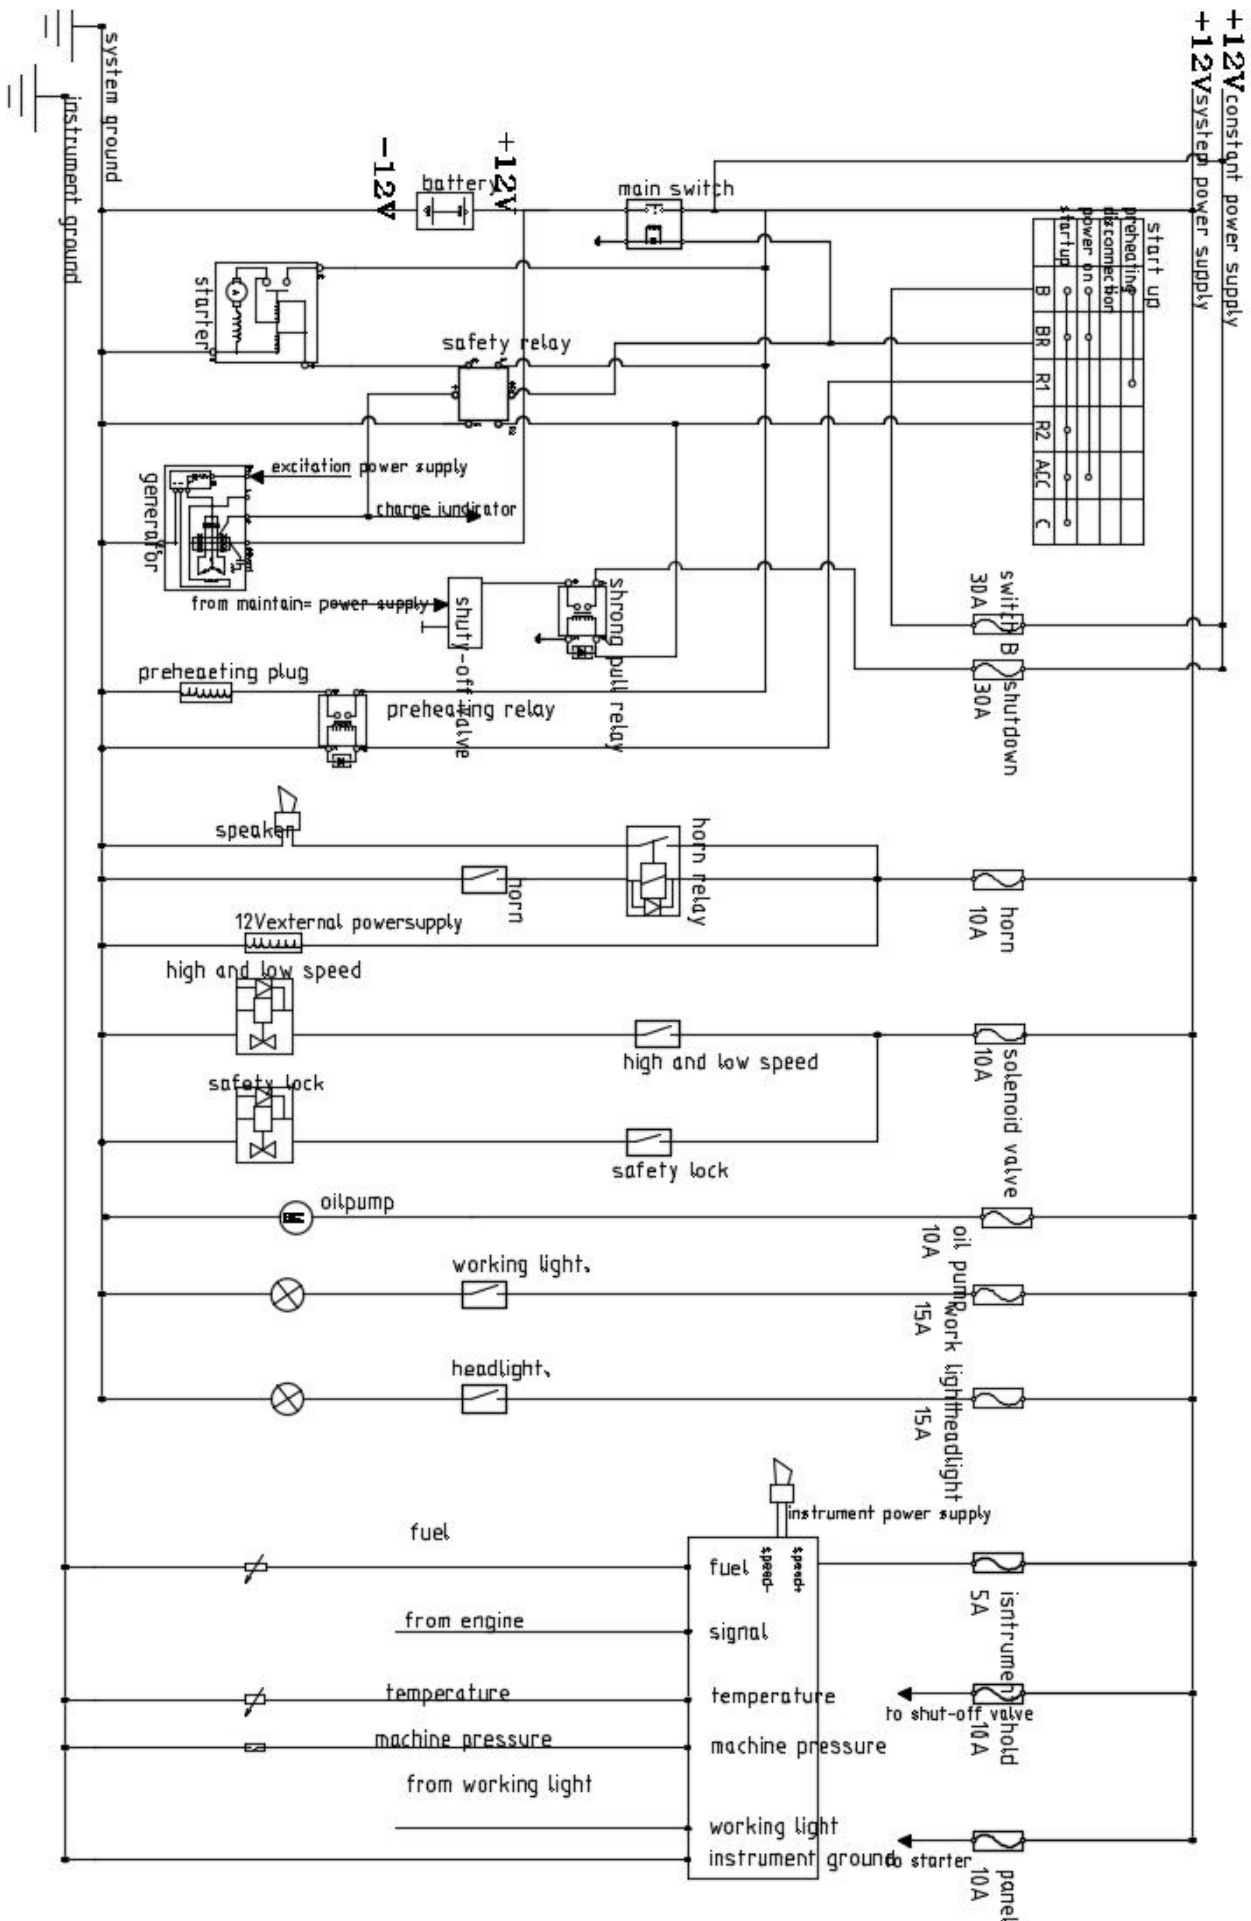 +12V constant power supply
+12V system power supply
system ground
instrument ground
-12V
battery
+12V
main switch
start up
preheating
disconnection
power on
startup
B
BR
R1
R2
ACC
C
starter
safety relay
excitation power supply
generator
charge iundicator
from maintain= power supply
shuty-off valve
shrong pull relay
switch B
30A
shutdown
30A
preheaeting plug
preheating relay
speaker
horn relay
horn
horn
10A
12Vexternal powersupply
high and low speed
high and low speed
solenoid valve
10A
safety lock
safety lock
oilpump
oil pump
10A
working light.
work light
15A
headlight.
headlight
15A
instrument power supply
fuel
fuel
speed-
speed+
isntrument
5A
from engine
signal
temperature
temperature
to shut-off valve
hold
10A
machine pressure
machine pressure
from working light
working light
instrument ground
to starter
panel
10A